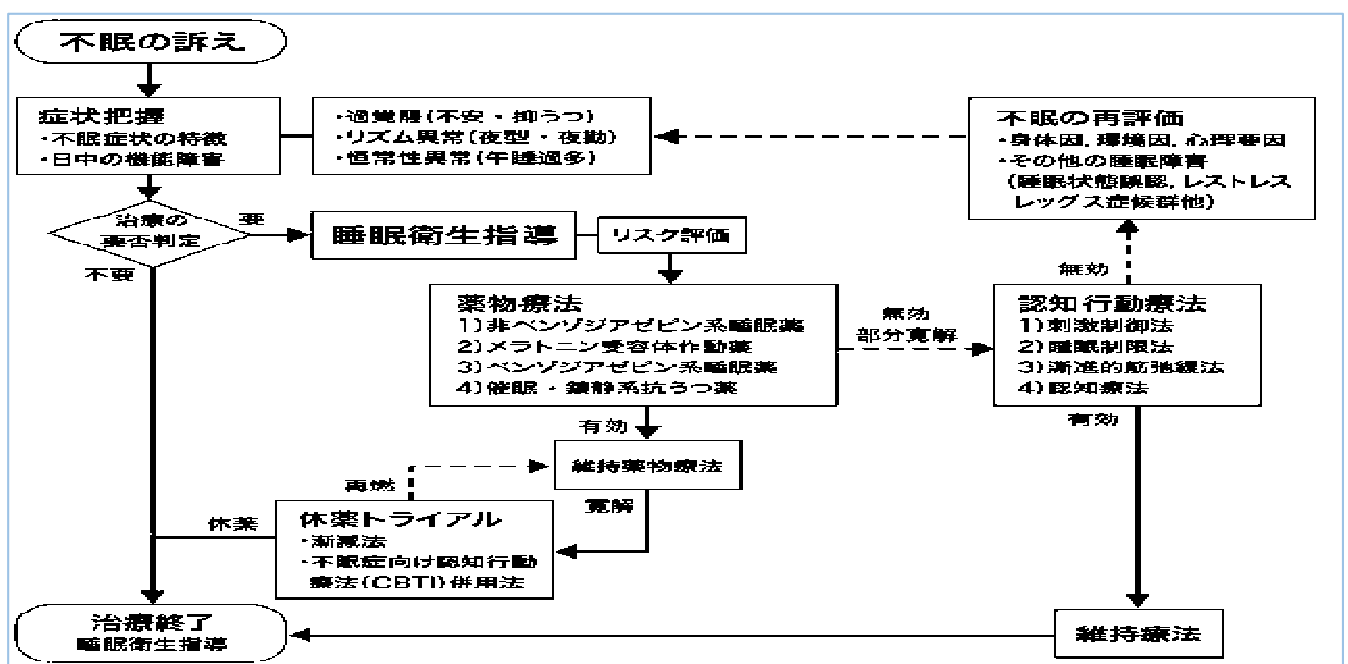 不眠の訴え
症状把握
・不眠症状の特徴
・日中の機能障害
・過覚醒(不安・抑うつ)
・リズム異常(夜型・夜勤)
・恒常性異常(午睡過多)
不眠の再評価
・身体因,環境因,心理要因
・その他の睡眠障害
(睡眠状態誤認,レストレス
レッグス症候群他)
治療の
要否判定
要
不要
睡眠衛生指導
リスク評価
薬物療法
1)非ベンゾジアゼピン系睡眠薬
2)メラトニン受容体作動薬
3)ベンゾジアゼピン系睡眠薬
4)催眠・鎮静系抗うつ薬
無効
部分寛解
無効
認知行動療法
1)刺激制御法
2)睡眠制限法
3)漸進的筋弛緩法
4)認知療法
有効
有効
維持薬物療法
再燃
寛解
休薬
休薬トライアル
・漸減法
・不眠症向け認知行動
療法(CBTI)併用法
治療終了
睡眠衛生指導
維持療法